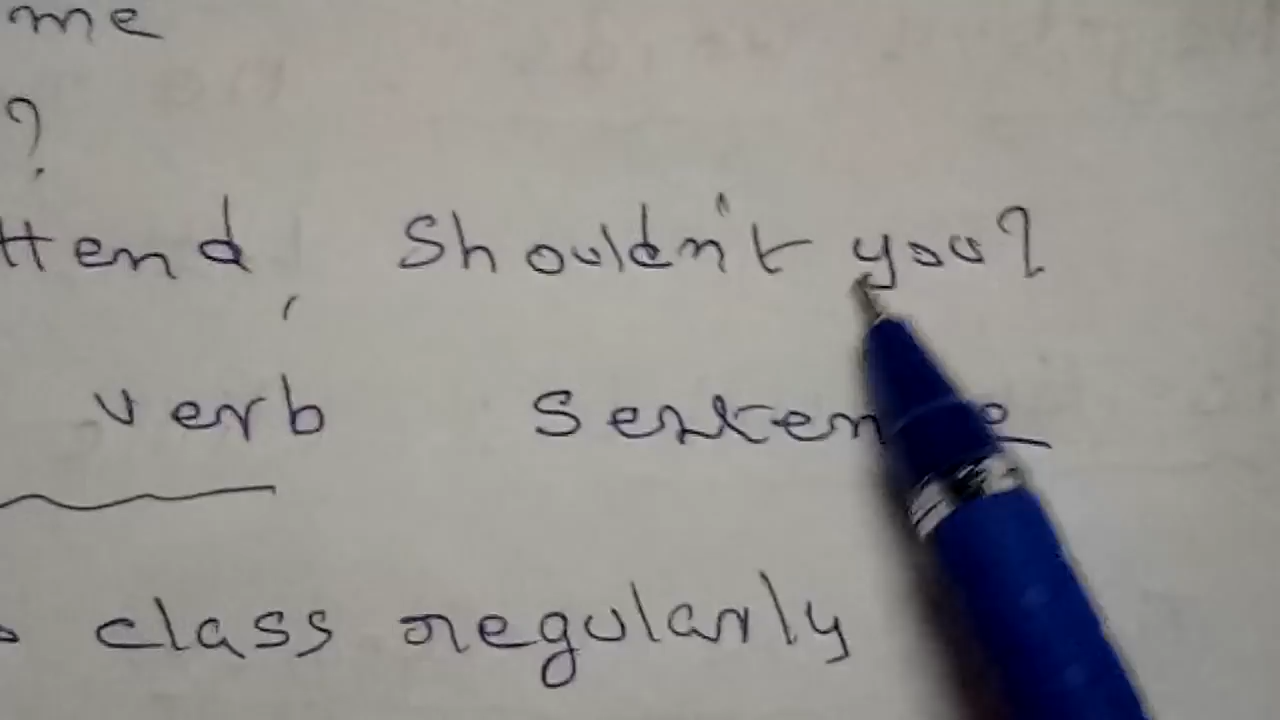 me
?
ttend, shouldn't you?
verb sentence
class regularly